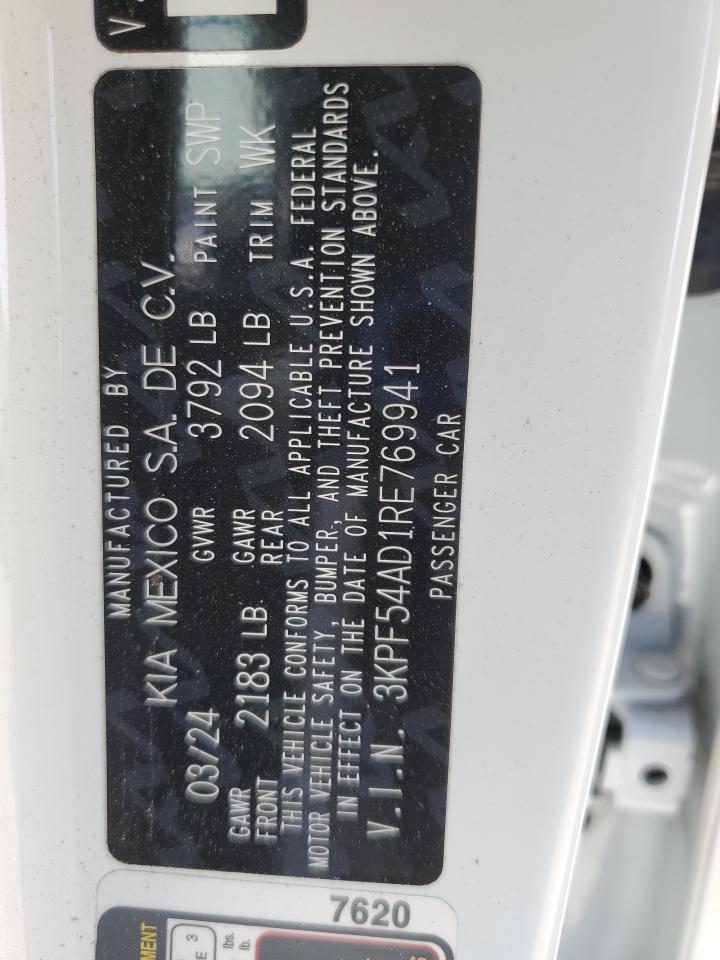 V.
MANUFACTURED BY
KIA MEXICO S.A. DE C.V.
03/24 GVWR 3792 LB PAINT SWP
GAWR FRONT 2183 LB GAWR REAR 2094 LB TRIM WK
THIS VEHICLE CONFORMS TO ALL APPLICABLE U.S.A. FEDERAL
MOTOR VEHICLE SAFETY, BUMPER, AND THEFT PREVENTION STANDARDS
IN EFFECT ON THE DATE OF MANUFACTURE SHOWN ABOVE.
V.I.N. 3KPF54AD1RE769941
PASSENGER CAR
7620
3
lbs.
lb.